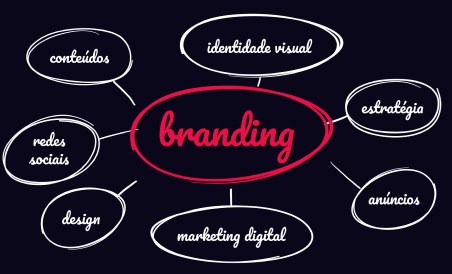 identidade visual
conteúdos
estratégia
branding
redes
sociais
anúncios
design
marketing digital